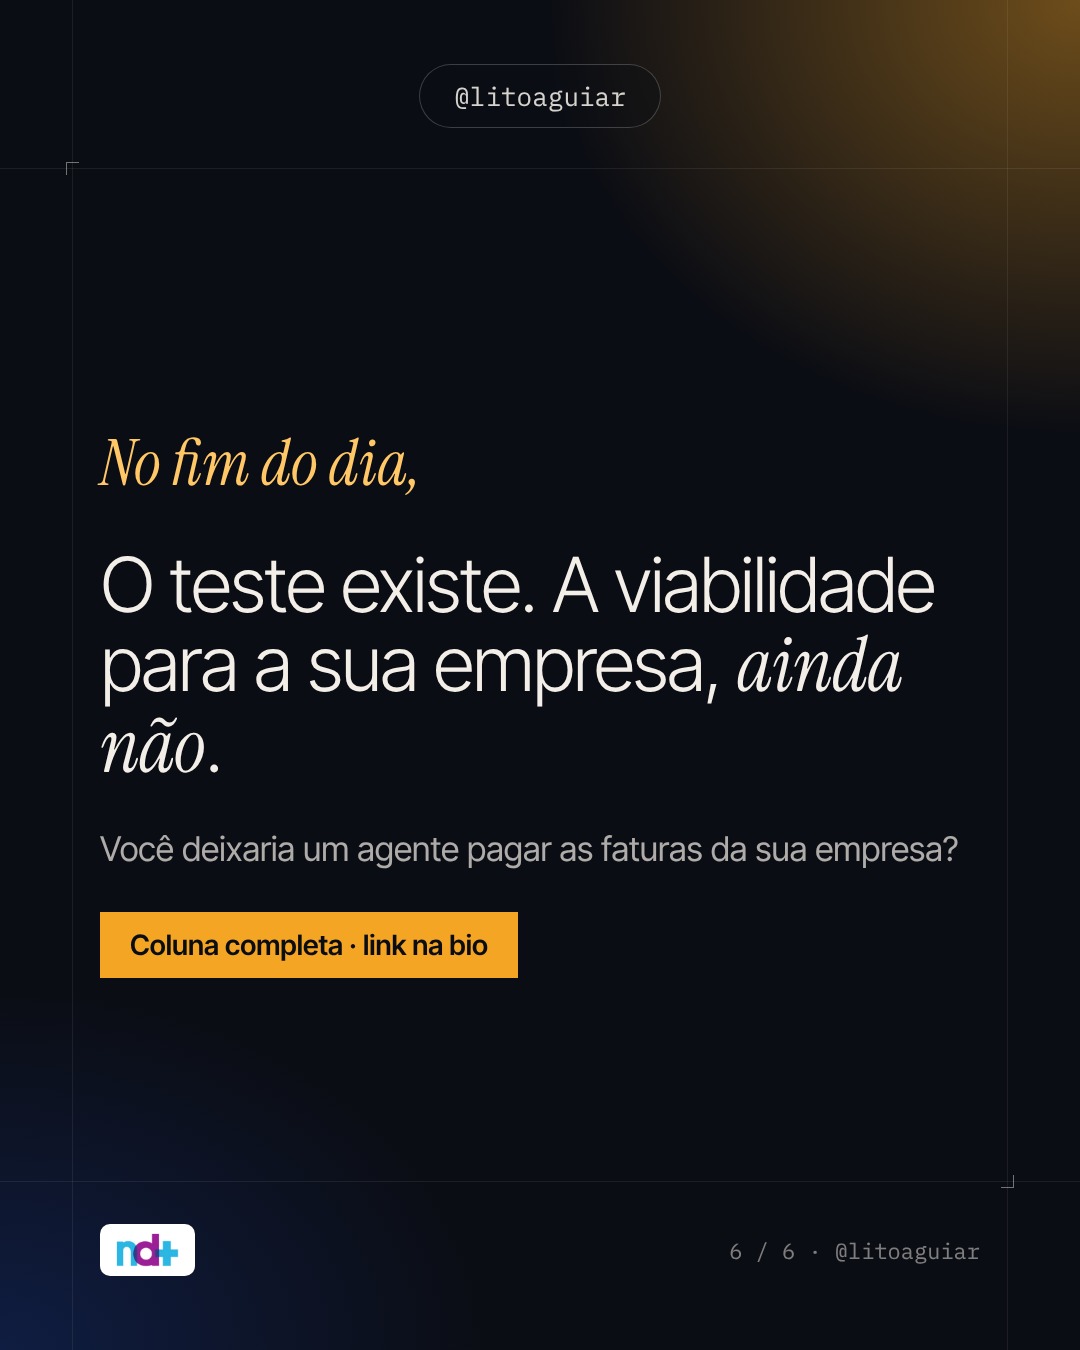 @litoaguiar
No fim do dia,
O teste existe. A viabilidade
para a sua empresa, ainda
não.
Você deixaria um agente pagar as faturas da sua empresa?
Coluna completa · link na bio
nd+
6 / 6 · @litoaguiar